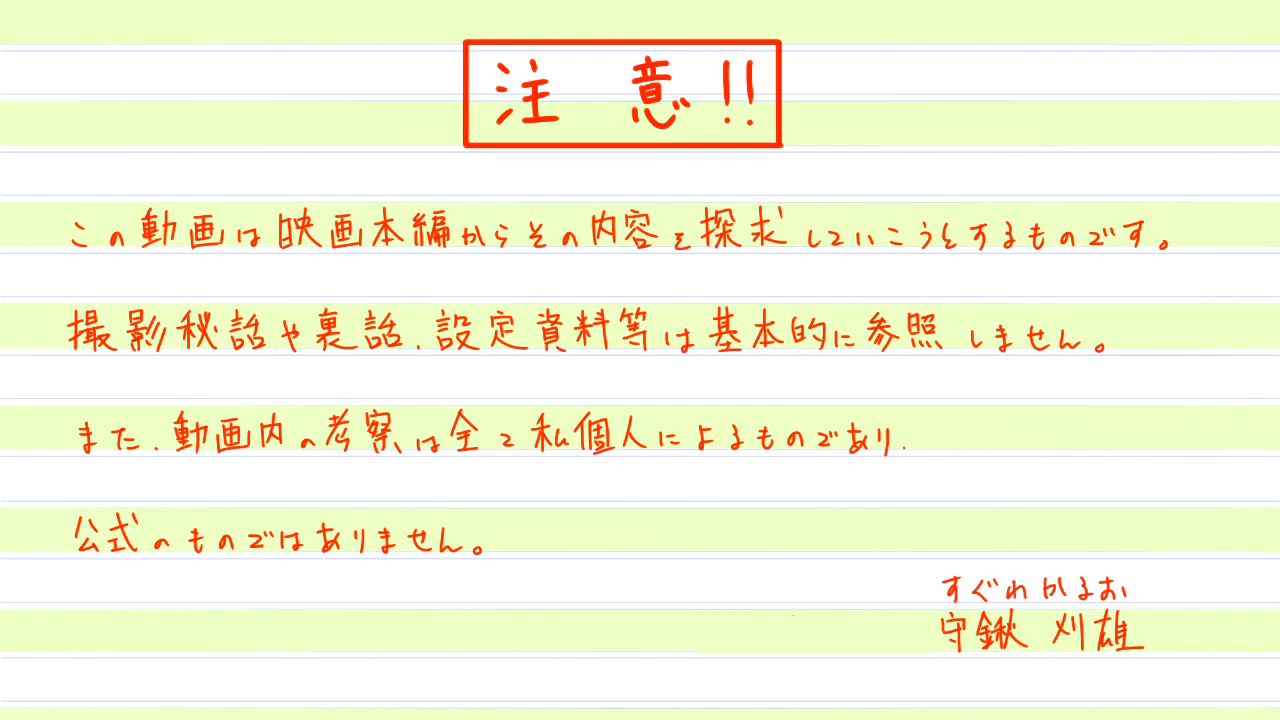 注 意!!
この動画は映画本編からその内容を探求していこうとするものです。
撮影秘話や裏話、設定資料等は基本的に参照しません。
また、動画内の考察は全て私個人によるものであり、
公式のものではありません。
すぐわかるお
守鍬 刈雄